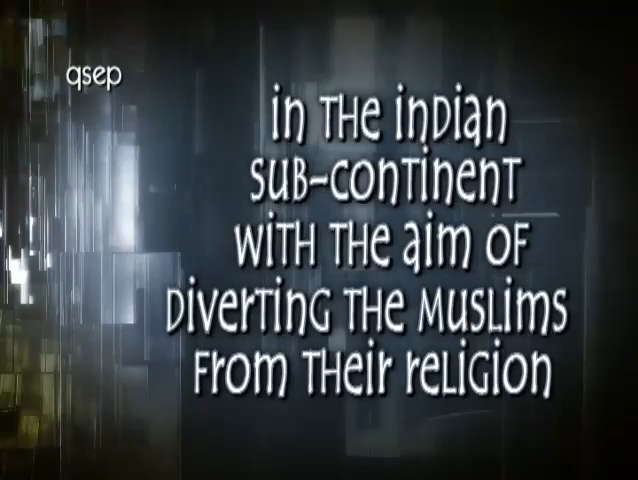 qsep
in THE inDian
SUB-conTinenT
WiTH THE aim OF
DiverTinG THE MUSLims
From THeir reLiGion